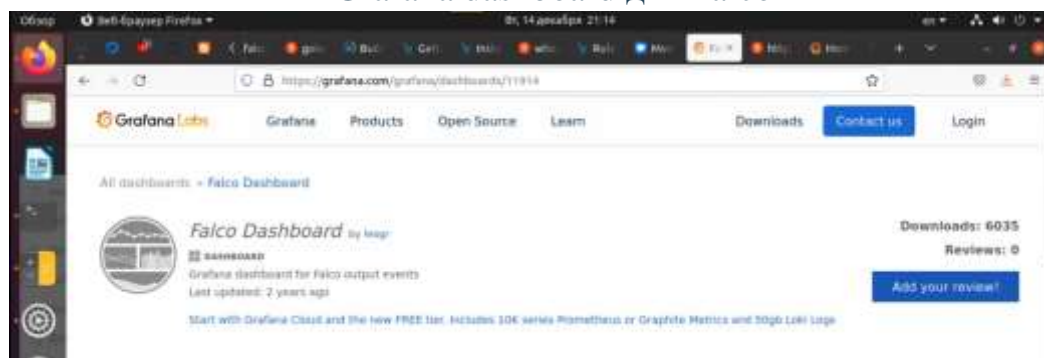 Обзор Веб-браузер Firefox Вт, 14 декабря 21:14 en
https://grafana.com/grafana/dashboards/11914
Grafana Labs Grafana Products Open Source Learn Downloads Contact us Login
All dashboards » Falco Dashboard
Falco Dashboard by
DASHBOARD
Grafana dashboard for Falco output events
Last updated: 2 years ago
Downloads: 6035
Reviews: 0
Add your review!
Start with Grafana Cloud and the new FREE tier. Includes 10K series Prometheus or Graphite Metrics and 50gb Loki Logs